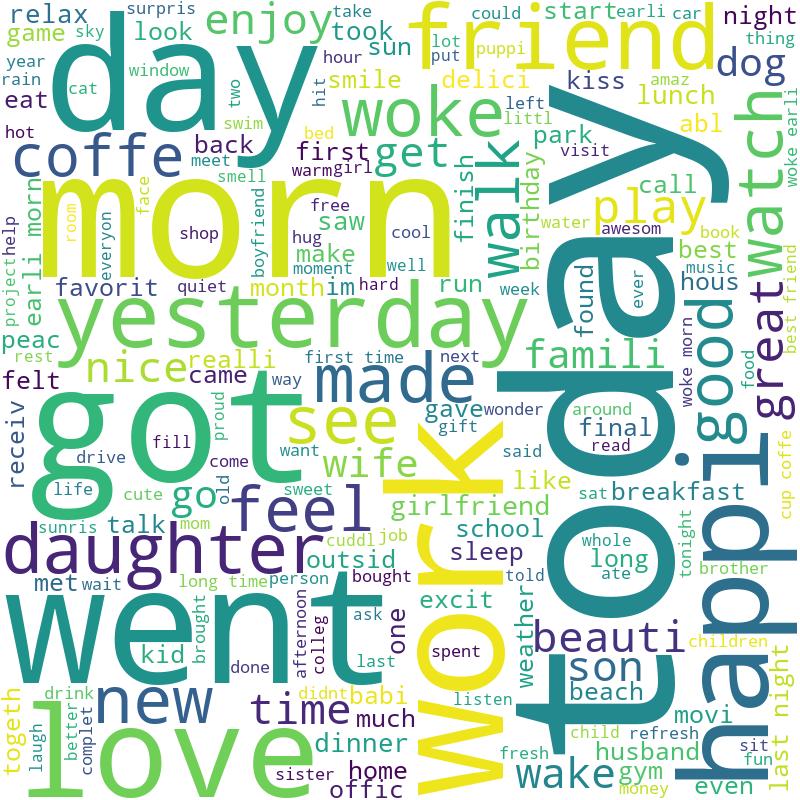 relax
surpris
enjoy
took
take
friend
could
start
earli
car
night
game
sky
look
day
sun
lot
put
puppi
thing
year
rain
hour
window
cat
two
hit
smile
delici
kiss
dog
eat
swim
woke
left
littl
amaz
lunch
abl
watch
woke earli
hot
coffe
back
bed
first
get
park
visit
meet
smell
warm
girl
walk
birthday
finish
call
play
morn
face
room
free
saw
shop
hug
cool
make
moment
well
boyfriend
everyon
earli morn
help
project
water
awesom
book
best
music
hous
best friend
favorit
quiet
month
im
hard
run
week
found
ever
today
yesterday
peac
rest
nice
realli
first time
next
famili
woke morn
good
food
great
felt
came
way
made
gave
wonder
gift
around
final
read
receiv
got
proud
fill
see
want
said
drive
come
wife
work
life
cute
go
old
sweet
girlfriend
like
sat
breakfast
cup coffe
happi
sunris
talk
mom
feel
cuddl
job
school
sleep
whole
long
ate
tonight
brother
daughter
outsid
met
wait
long time
person
bought
told
excit
went
kid
brought
done
afternoon
colleg
ask
last
one
spent
weather
beauti
children
son
beach
last night
togeth
drink
new
love
laugh
better
complet
time
didnt
babi
much
dinner
listen
movi
child
refresh
husband
sit
fun
sister
home
offic
fresh
wake
gym
money
even